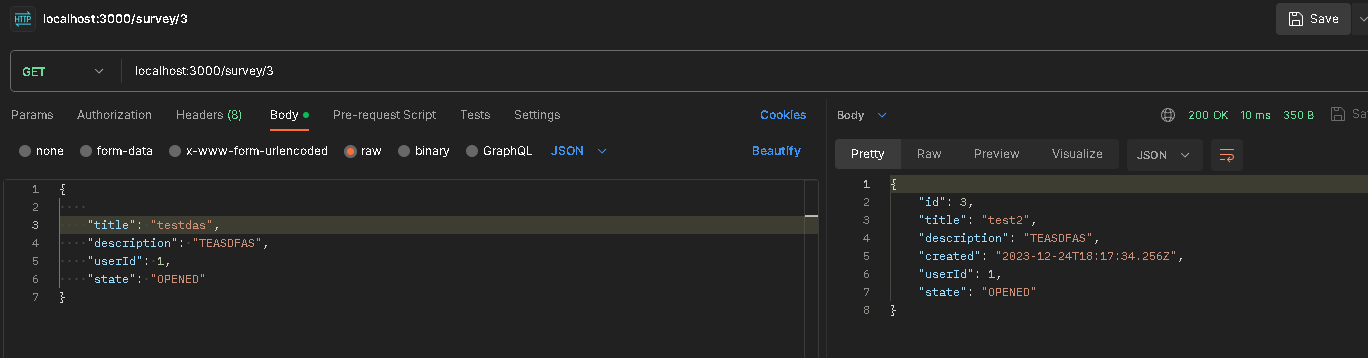 HTTP localhost:3000/survey/3 Save
GET localhost:3000/survey/3
Params Authorization Headers (8) Body Pre-request Script Tests Settings Cookies
none form-data x-www-form-urlencoded raw binary GraphQL JSON Beautify
1 {
2
3 "title": "testdas",
4 "description": "TEASDFAS",
5 "userId": 1,
6 "state": "OPENED"
7 }
Body 200 OK 10 ms 350 B
Pretty Raw Preview Visualize JSON
1 {
2 "id": 3,
3 "title": "test2",
4 "description": "TEASDFAS",
5 "created": "2023-12-24T18:17:34.256Z",
6 "userId": 1,
7 "state": "OPENED"
8 }